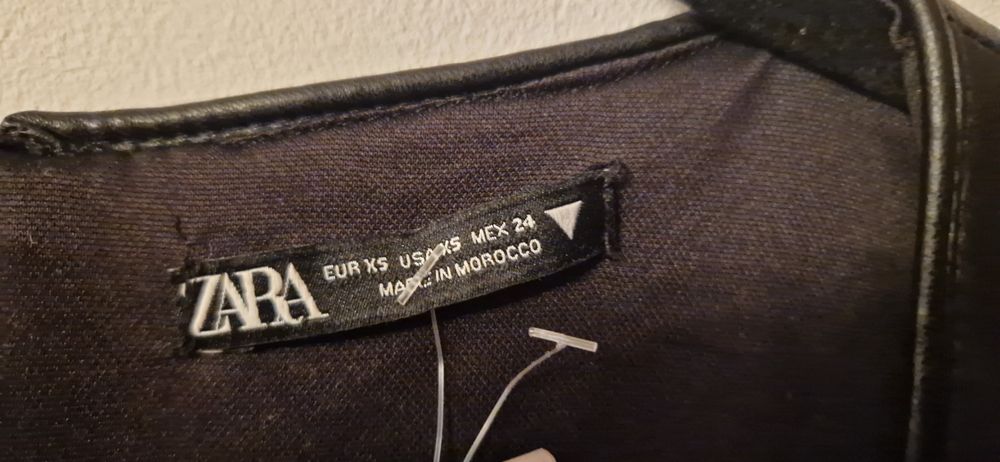 ZARA
EUR XS USA XS MEX 24
MADE IN MOROCCO